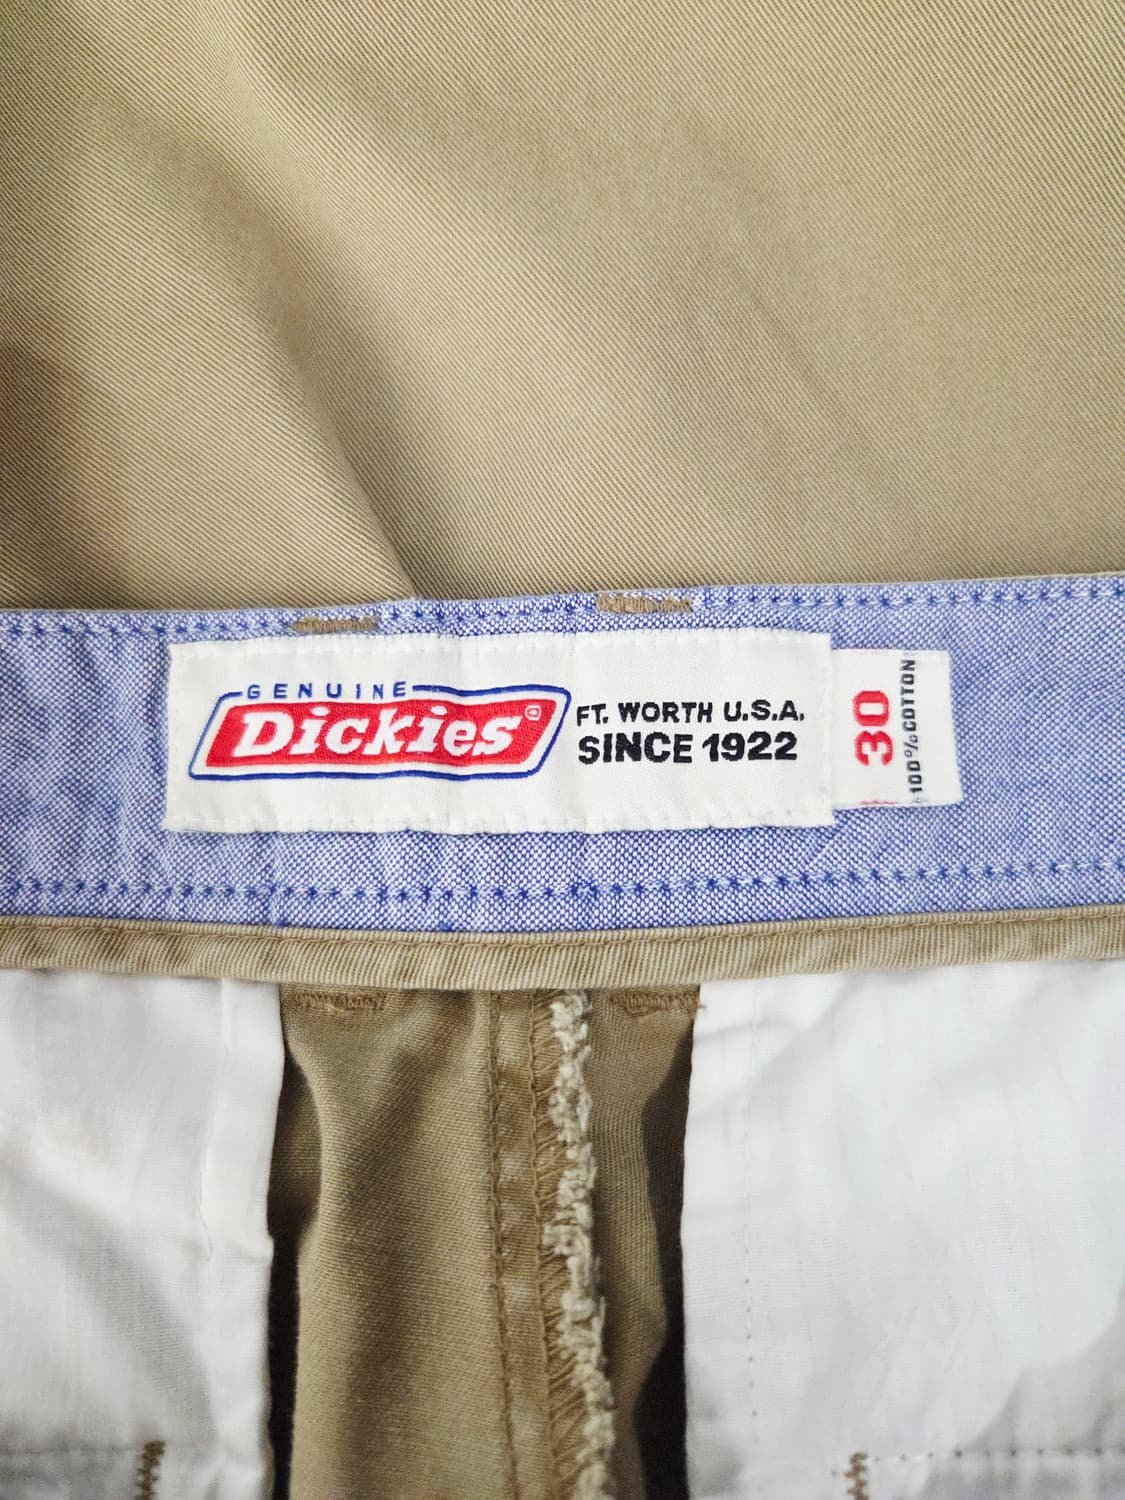 GENUINE
Dickies®
FT. WORTH U.S.A.
SINCE 1922
30
100% COTTON